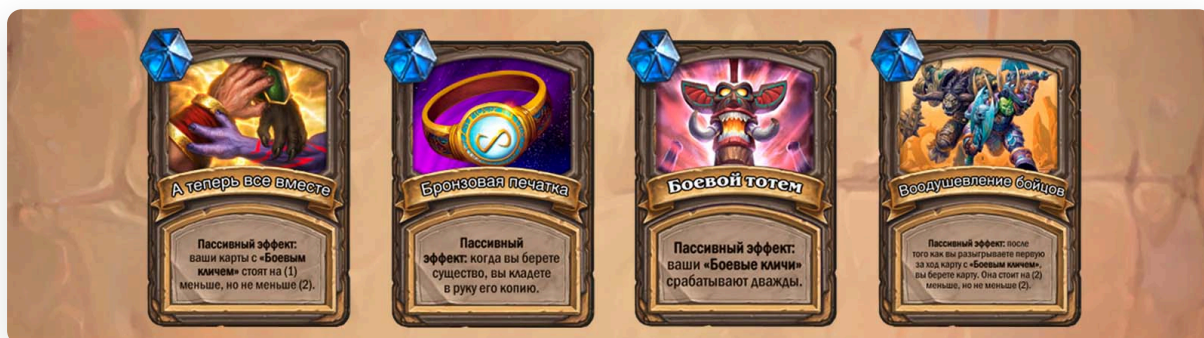 А теперь все вместе
Пассивный эффект:
ваши карты с «Боевым
кличем» стоят на (1)
меньше, но не меньше (2).
Бронзовая печатка
Пассивный
эффект: когда вы берете
существо, вы кладете
в руку его копию.
Боевой тотем
Пассивный эффект:
ваши «Боевые кличи»
срабатывают дважды.
Воодушевление бойцов
Пассивный эффект: после
того как вы разыгрываете первую
за ход карту с «Боевым кличем»,
вы берете карту. Она стоит на (2)
меньше, но не меньше (2).